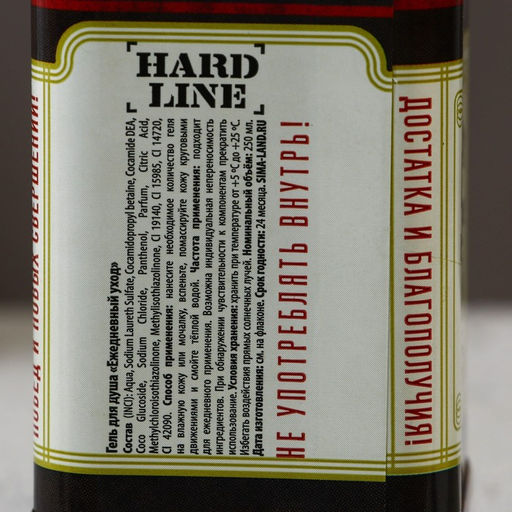 HARD
LINE
Гель для душа «Ежедневный уход»
Состав (INCI): Aqua, Sodium Laureth Sulfate, Cocamidopropyl betaine, Cocamide DEA,
Coco Glucoside, Sodium Chloride, Panthenol, Parfum, Citric Acid,
Methylchloroisothiazolinone, Methylisothiazolinone, CI 19140, CI 15985, CI 14720,
CI 42090. Способ применения: нанесите необходимое количество геля
на влажную кожу или мочалку, вспеньте, помассируйте кожу круговыми
движениями и смойте тёплой водой. Частота применения: подходит
для ежедневного применения. Возможна индивидуальная непереносимость
ингредиентов. При обнаружении чувствительности к компонентам прекратить
использование. Условия хранения: хранить при температуре от +5 °С до +25 °С.
Избегать воздействия прямых солнечных лучей. Номинальный объём: 250 мл.
Дата изготовления: см. на флаконе. Срок годности: 24 месяца. SIMA-LAND.RU
НЕ УПОТРЕБЛЯТЬ ВНУТРЬ!
ПОБЕД И НОВЫХ СВЕРШЕНИЙ!
ДОСТАТКА И БЛАГОПОЛУЧИЯ!